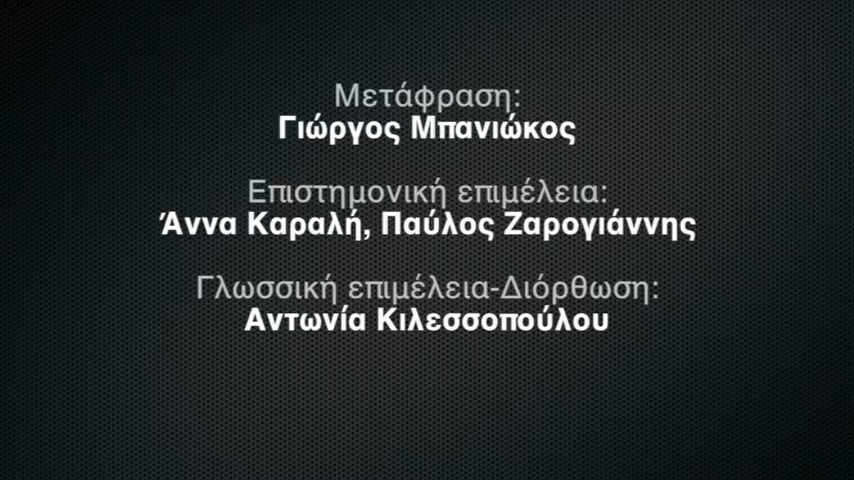 Μετάφραση:
Γιώργος Μπανιώκος
Επιστημονική επιμέλεια:
Άννα Καραλή, Παύλος Ζαρογιάννης
Γλωσσική επιμέλεια-Διόρθωση:
Αντωνία Κιλεσσοπούλου